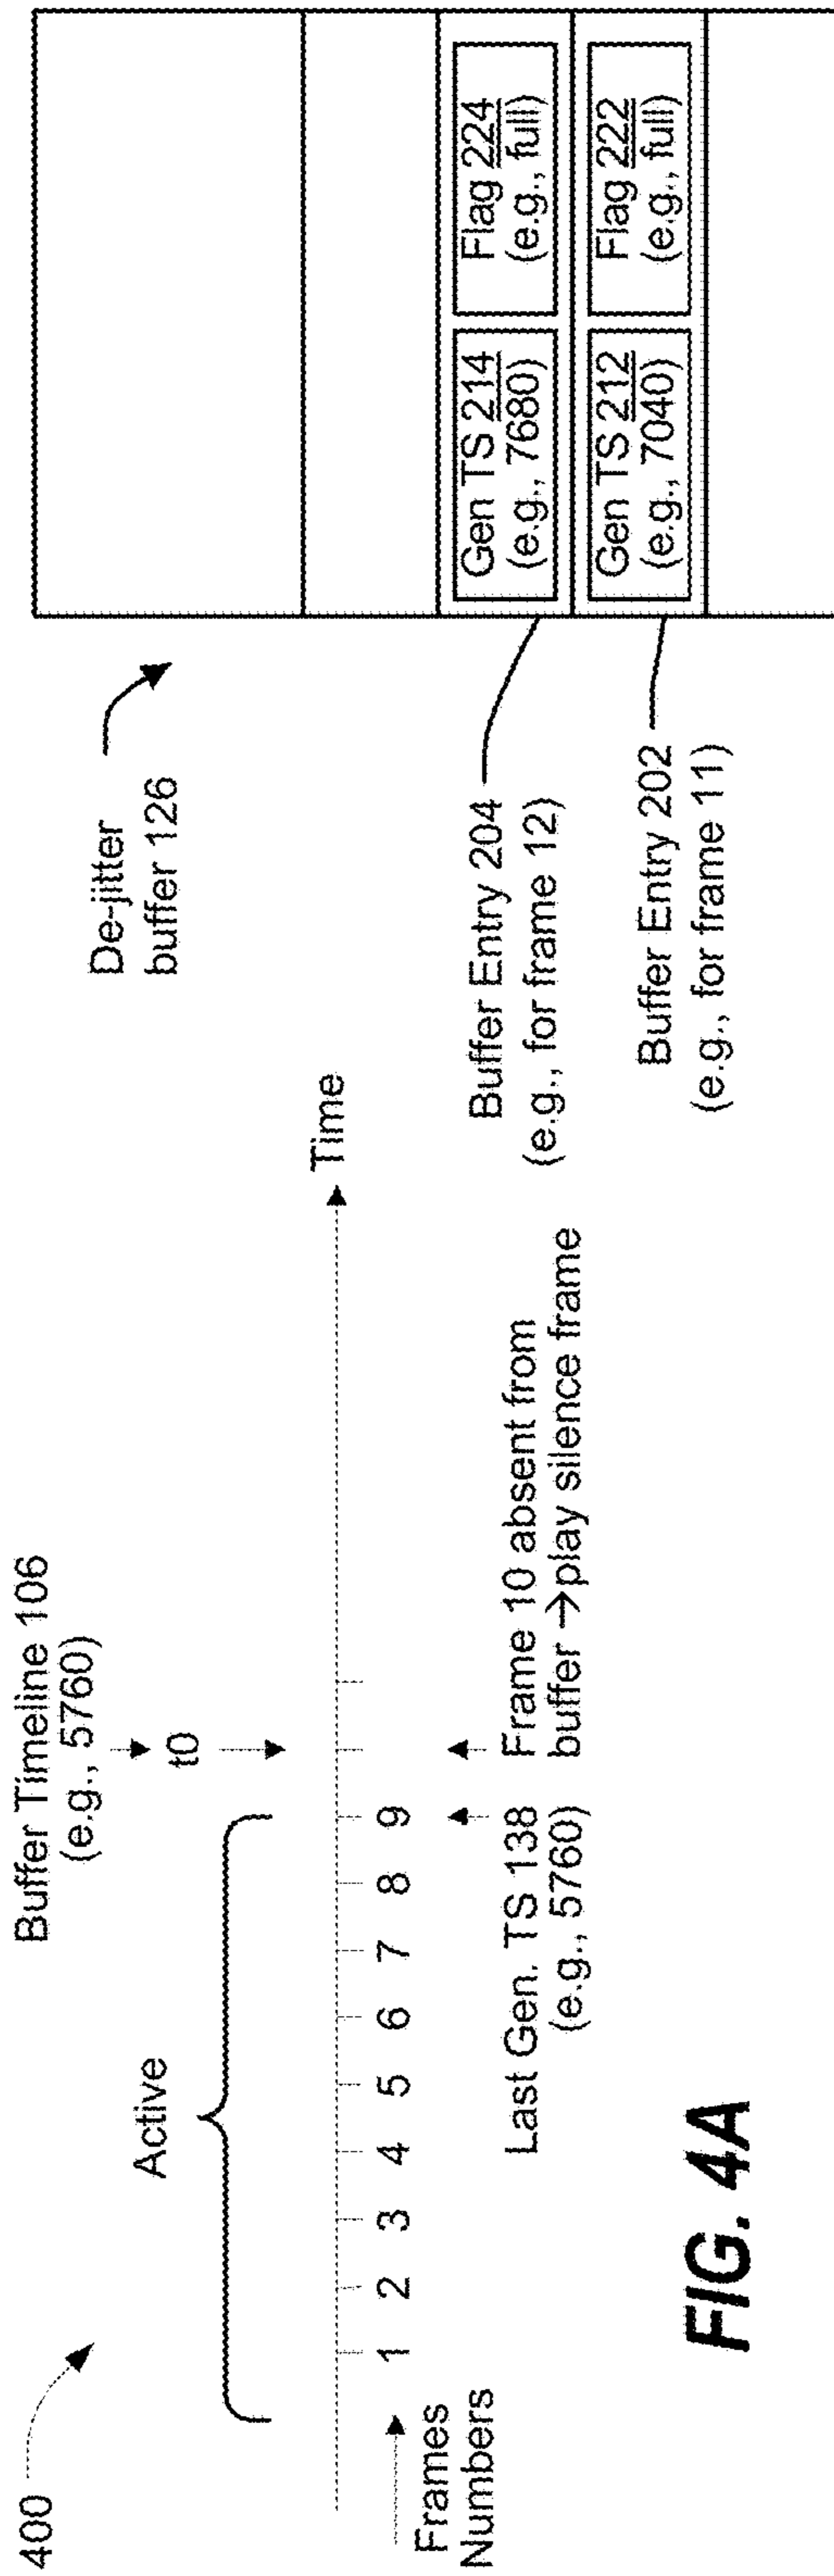 400
Buffer Timeline 106
(e.g., 5760)
t0
Active
Time
Frames
Numbers
1 2 3 4 5 6 7 8 9
Last Gen. TS 138
(e.g., 5760)
Frame 10 absent from
buffer →play silence frame
De-jitter
buffer 126
Buffer Entry 204
(e.g., for frame 12)
Buffer Entry 202
(e.g., for frame 11)
Gen TS 214
(e.g., 7680)
Flag 224
(e.g., full)
Gen TS 212
(e.g., 7040)
Flag 222
(e.g., full)
FIG. 4A